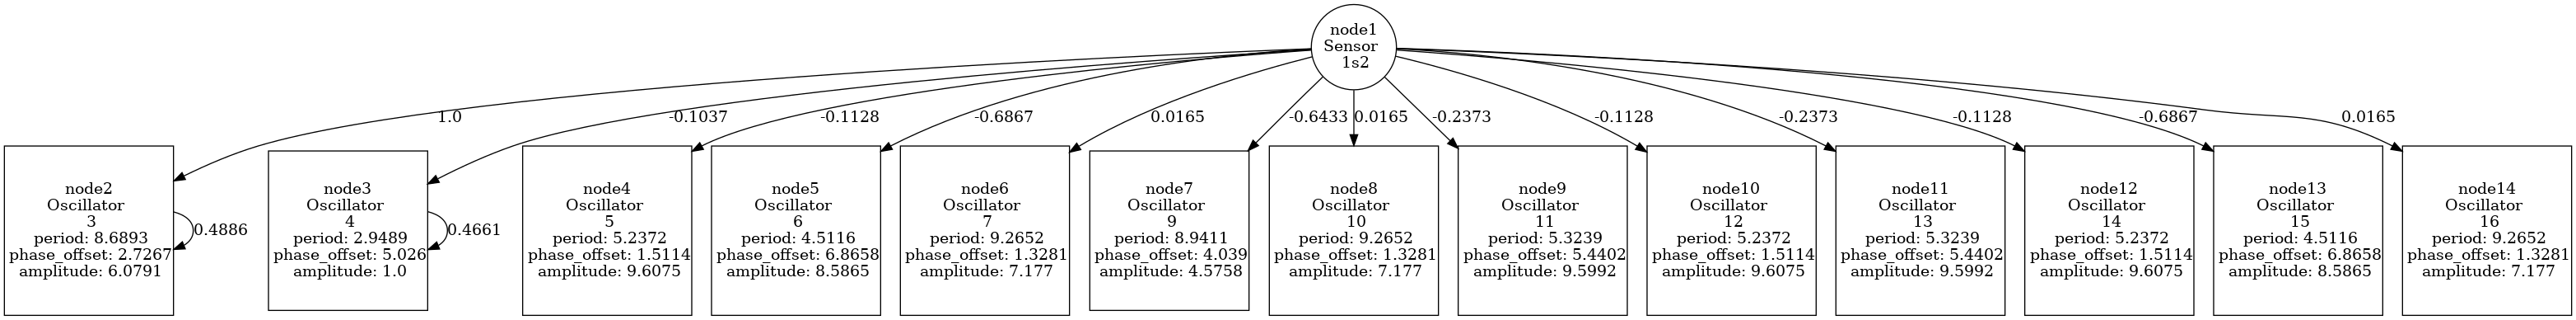 node1
Sensor
1s2
1.0
-0.1037
-0.1128
-0.6867
0.0165
-0.6433
0.0165
-0.2373
-0.1128
-0.2373
-0.1128
-0.6867
0.0165
node2
Oscillator
3
period: 8.6893
phase_offset: 2.7267
amplitude: 6.0791
0.4886
node3
Oscillator
4
period: 2.9489
phase_offset: 5.026
amplitude: 1.0
0.4661
node4
Oscillator
5
period: 5.2372
phase_offset: 1.5114
amplitude: 9.6075
node5
Oscillator
6
period: 4.5116
phase_offset: 6.8658
amplitude: 8.5865
node6
Oscillator
7
period: 9.2652
phase_offset: 1.3281
amplitude: 7.177
node7
Oscillator
9
period: 8.9411
phase_offset: 4.039
amplitude: 4.5758
node8
Oscillator
10
period: 9.2652
phase_offset: 1.3281
amplitude: 7.177
node9
Oscillator
11
period: 5.3239
phase_offset: 5.4402
amplitude: 9.5992
node10
Oscillator
12
period: 5.2372
phase_offset: 1.5114
amplitude: 9.6075
node11
Oscillator
13
period: 5.3239
phase_offset: 5.4402
amplitude: 9.5992
node12
Oscillator
14
period: 5.2372
phase_offset: 1.5114
amplitude: 9.6075
node13
Oscillator
15
period: 4.5116
phase_offset: 6.8658
amplitude: 8.5865
node14
Oscillator
16
period: 9.2652
phase_offset: 1.3281
amplitude: 7.177